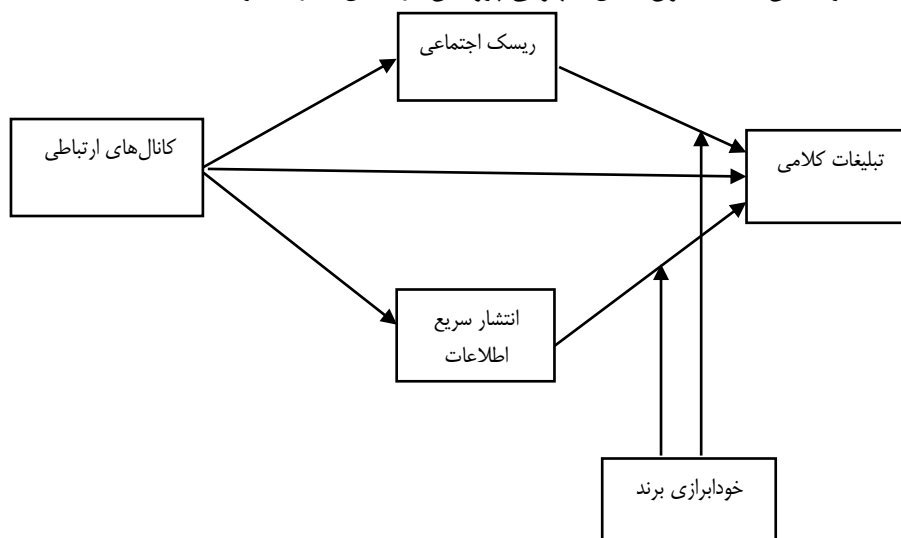 ریسک اجتماعی
کانال‌های ارتباطی
تبلیغات کلامی
انتشار سریع
اطلاعات
خودابرازی برند